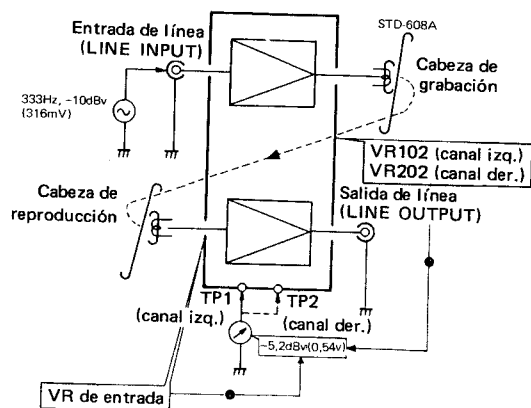 Entrada de línea
(LINE INPUT)
STD-608A
Cabeza de
grabación
333Hz, -10dBv
(316mV)
VR102 (canal izq.)
VR202 (canal der.)
Cabeza de
reproducción
Salida de línea
(LINE OUTPUT)
TP1
TP2
(canal izq.)
(canal der.)
-5,2dBv(0,54v)
VR de entrada